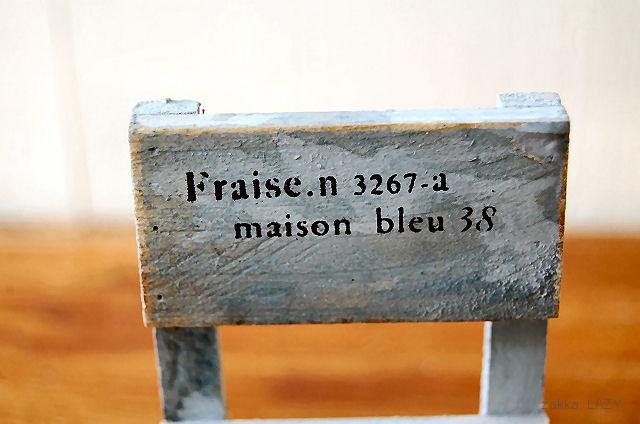 Fraise.n 3267-a
maison bleu 38
zakka LAZY